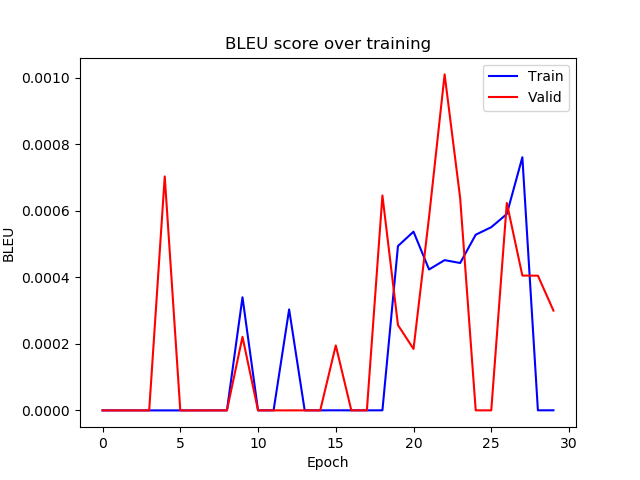 BLEU score over training
Train
Valid
BLEU
0.0010
0.0008
0.0006
0.0004
0.0002
0.0000
0 5 10 15 20 25 30
Epoch